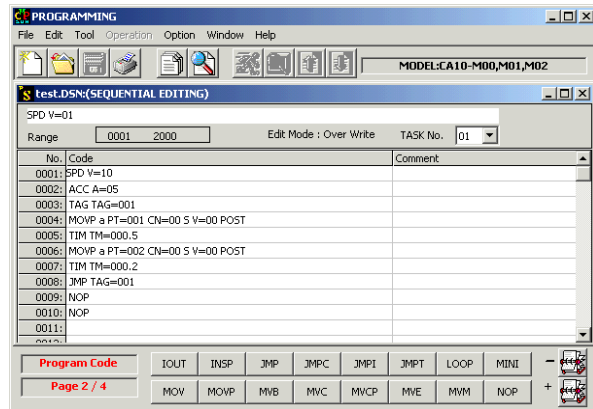 PROGRAMMING
File Edit Tool Operation Option Window Help
MODEL:CA10-M00,M01,M02
test.DSN:(SEQUENTIAL EDITING)
SPD V=01
Range 0001 2000 Edit Mode : Over Write TASK No. 01
No. Code Comment
0001: SPD V=10
0002: ACC A=05
0003: TAG TAG=001
0004: MOVP a PT=001 CN=00 S V=00 POST
0005: TIM TM=000.5
0006: MOVP a PT=002 CN=00 S V=00 POST
0007: TIM TM=000.2
0008: JMP TAG=001
0009: NOP
0010: NOP
0011:
Program Code IOUT INSP JMP JMPC JMPI JMPT LOOP MINI -
Page 2 / 4 MOV MOVP MVB MVC MVCP MVE MVM NOP +